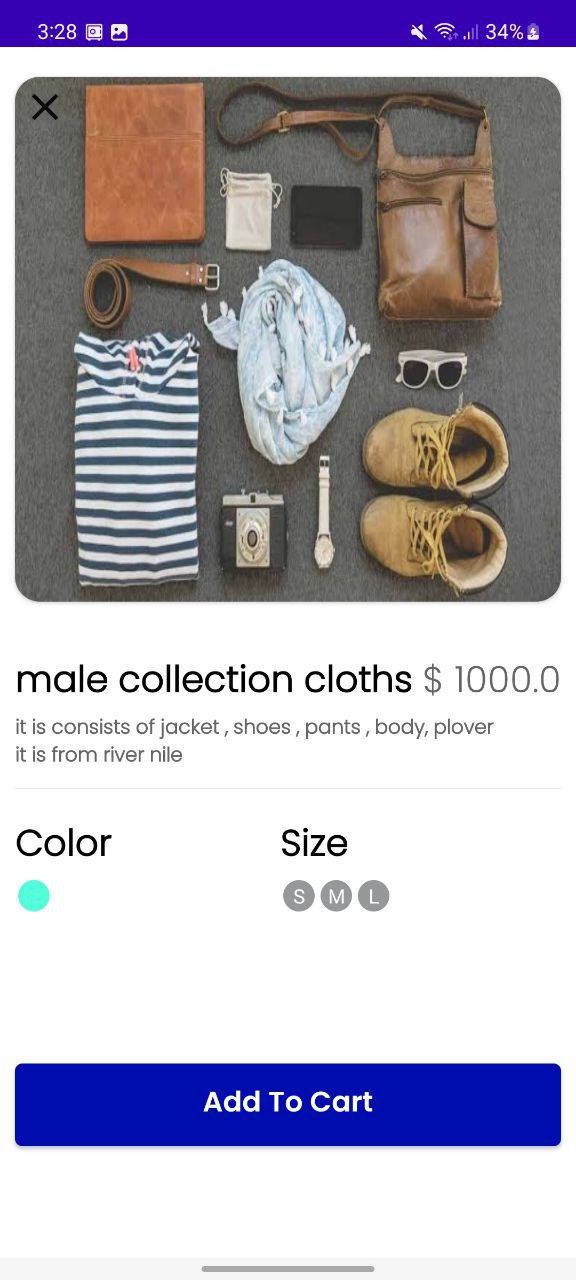 3:28 34%
male collection cloths $ 1000.0
it is consists of jacket , shoes , pants , body, plover
it is from river nile
Color Size
S M L
Add To Cart